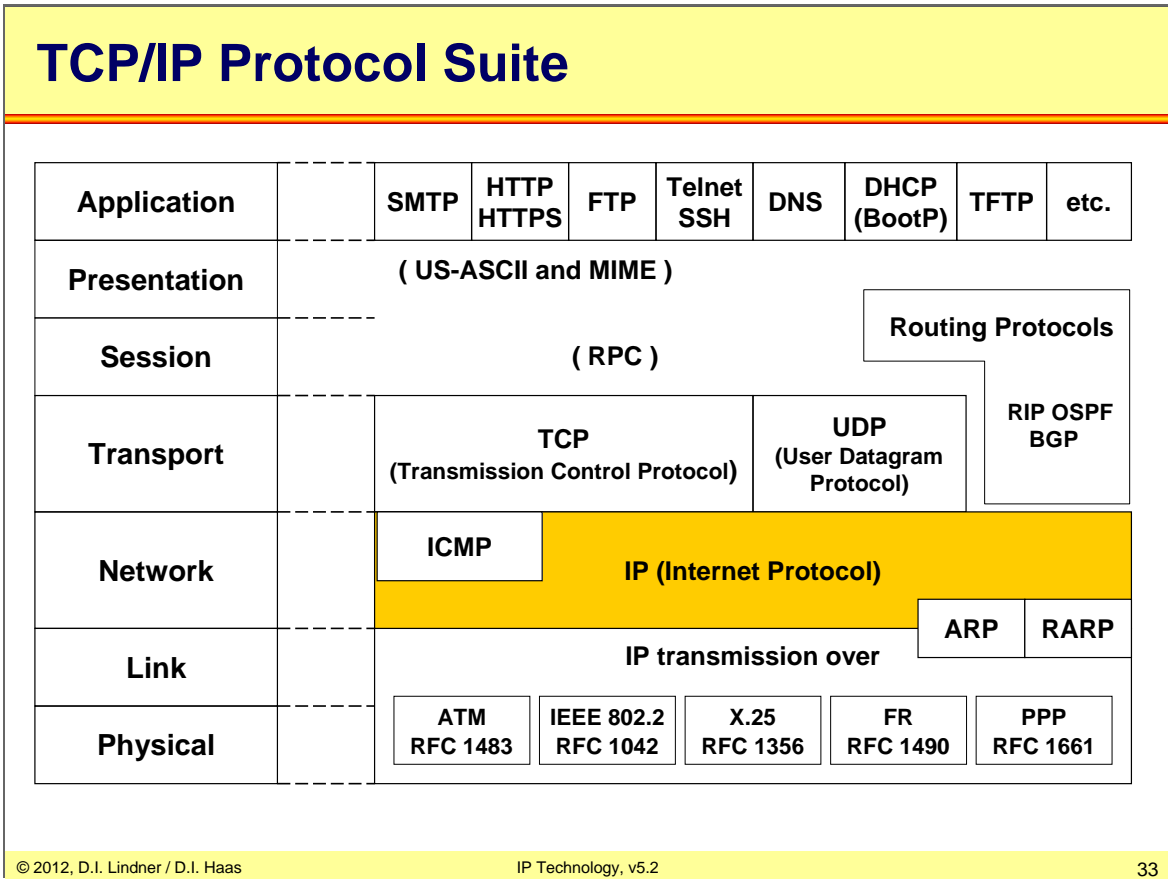 TCP/IP Protocol Suite
Application
SMTP
HTTP
HTTPS
FTP
Telnet
SSH
DNS
DHCP
(BootP)
TFTP
etc.
Presentation
( US-ASCII and MIME )
Session
( RPC )
Routing Protocols
RIP OSPF
BGP
Transport
TCP
(Transmission Control Protocol)
UDP
(User Datagram
Protocol)
Network
ICMP
IP (Internet Protocol)
ARP
RARP
Link
IP transmission over
Physical
ATM
RFC 1483
IEEE 802.2
RFC 1042
X.25
RFC 1356
FR
RFC 1490
PPP
RFC 1661
© 2012, D.I. Lindner / D.I. Haas
IP Technology, v5.2
33